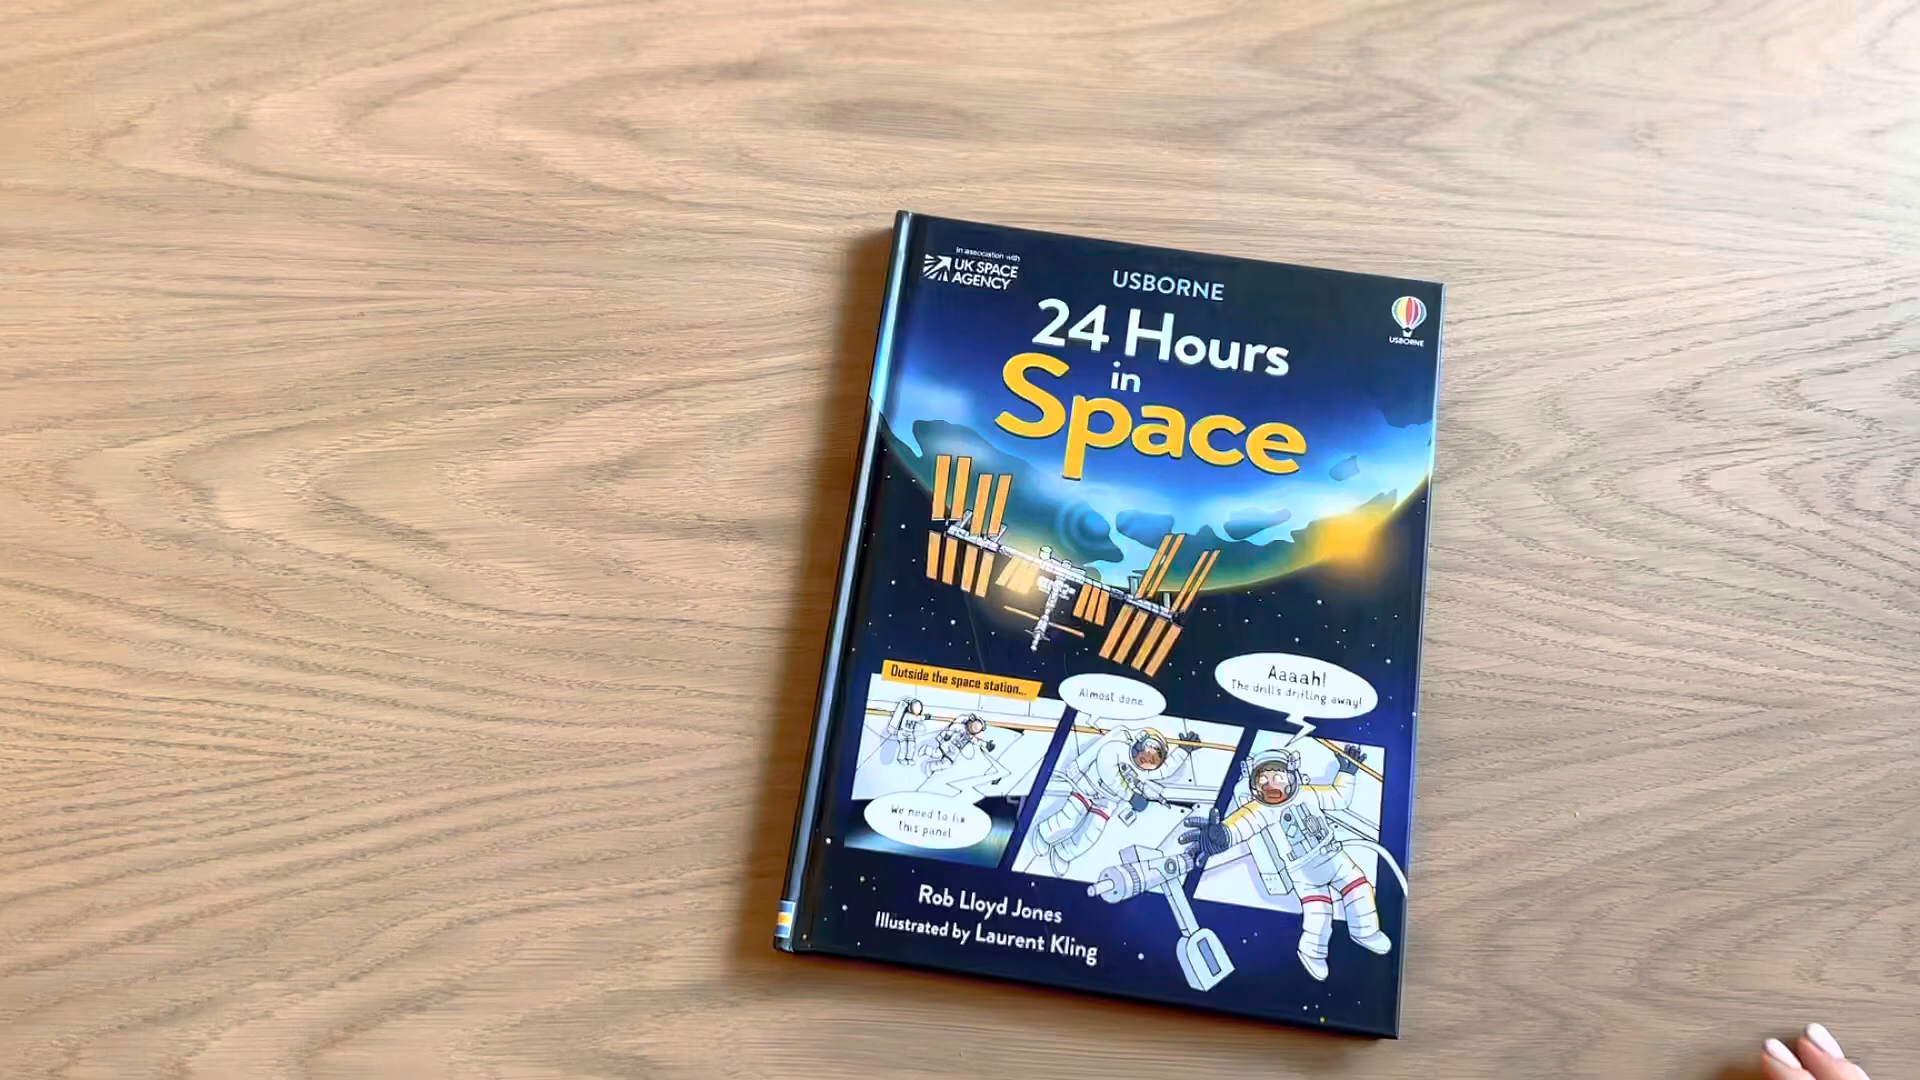 In association with
UK SPACE
AGENCY
USBORNE
USBORNE
24 Hours
in
Space
Outside the space station...
We need to fix
this panel.
Almost done.
Aaaah!
The drill's drifting away!
Rob Lloyd Jones
Illustrated by Laurent Kling